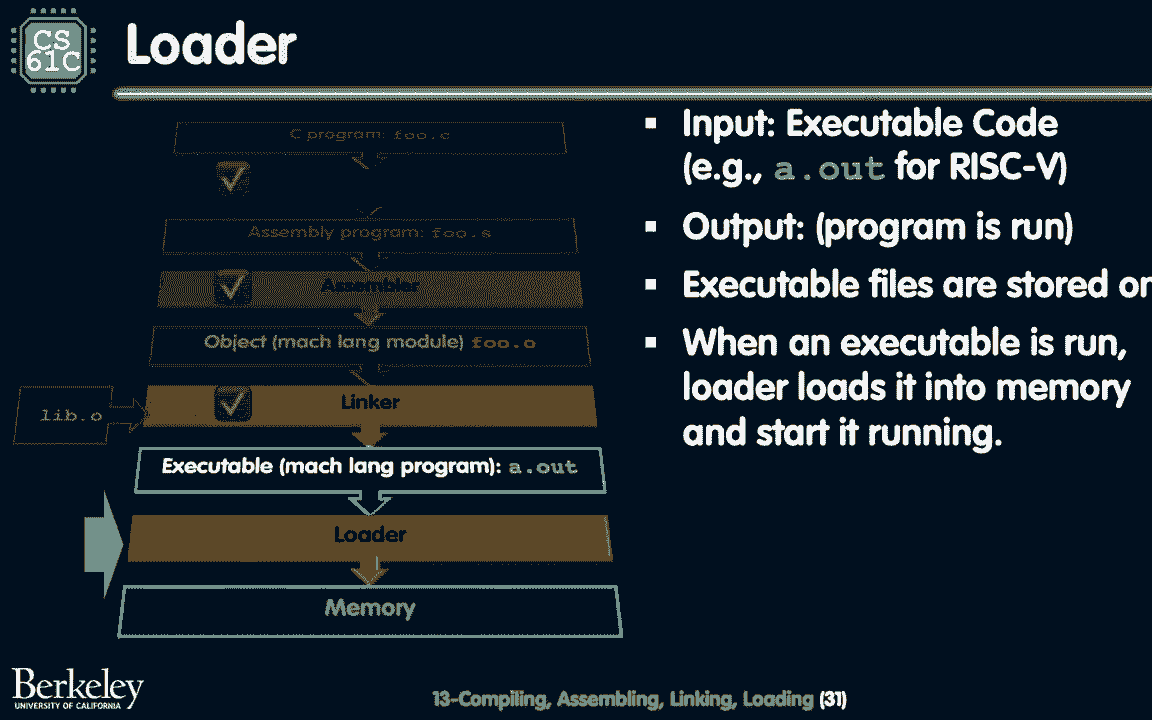 CS
61C
Loader
C program: foo.c
Assembly program: foo.s
Assembler
Object (mach lang module) foo.o
lib.o
Linker
Executable (mach lang program): a.out
Loader
Memory
▪ Input: Executable Code
(e.g., a.out for RISC-V)
▪ Output: (program is run)
▪ Executable files are stored on
▪ When an executable is run,
loader loads it into memory
and start it running.
Berkeley
UNIVERSITY OF CALIFORNIA
13-Compiling, Assembling, Linking, Loading (31)